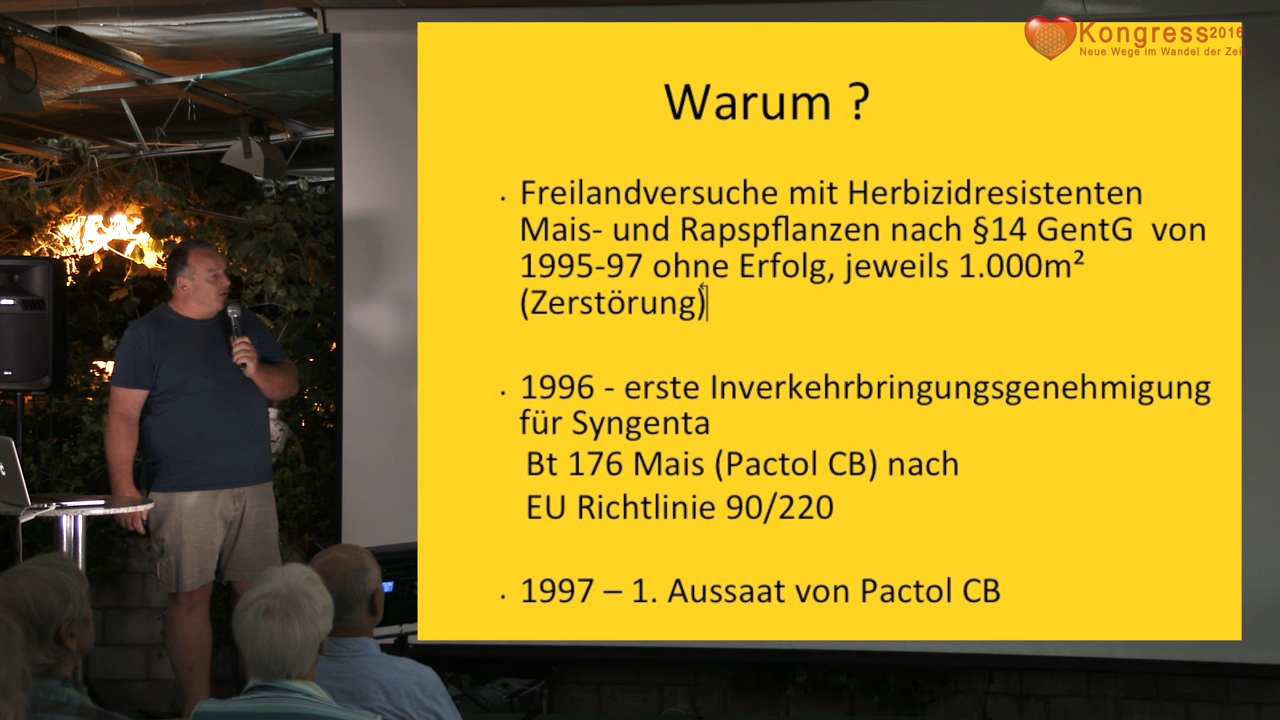 Kongress 2016
Neue Wege im Wandel der Zeit
Warum ?
· Freilandversuche mit Herbizidresistenten
Mais- und Rapspflanzen nach §14 GentG von
1995-97 ohne Erfolg, jeweils 1.000m²
(Zerstörung)
· 1996 - erste Inverkehrbringungsgenehmigung
für Syngenta
Bt 176 Mais (Pactol CB) nach
EU Richtlinie 90/220
· 1997 – 1. Aussaat von Pactol CB